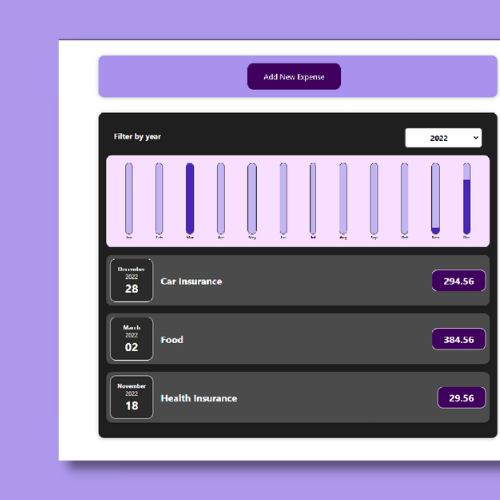 Add New Expense
Filter by year
2022
Jan Feb Mar Apr May Jun Jul Aug Sep Oct Nov Dec
December
2022
28
Car Insurance
294.56
March
2022
02
Food
384.56
November
2022
18
Health Insurance
29.56